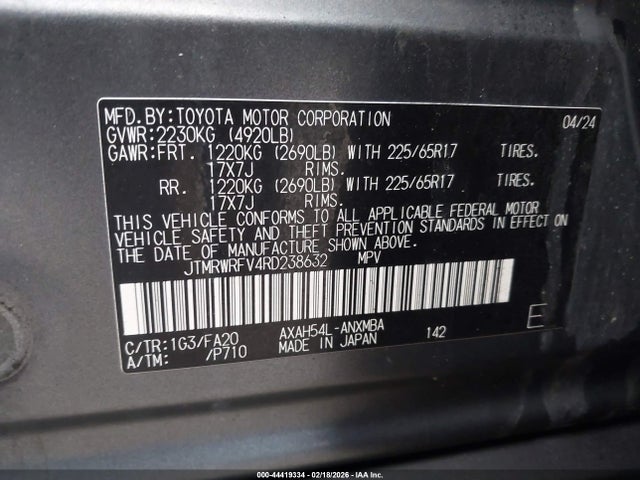 MFD.BY:TOYOTA MOTOR CORPORATION 04/24
GVWR:2230KG (4920LB)
GAWR:FRT. 1220KG (2690LB) WITH 225/65R17 TIRES.
17X7J RIMS.
RR. 1220KG (2690LB) WITH 225/65R17 TIRES.
17X7J RIMS.
THIS VEHICLE CONFORMS TO ALL APPLICABLE FEDERAL MOTOR
VEHICLE SAFETY AND THEFT PREVENTION STANDARDS IN EFFECT ON
THE DATE OF MANUFACTURE SHOWN ABOVE.
JTMRWRFV4RD238632 MPV
C/TR:1G3/FA20 AXAH54L-ANXMBA 142 E
A/TM: /P710 MADE IN JAPAN
000-44419334 - 02/18/2026 - IAA Inc.